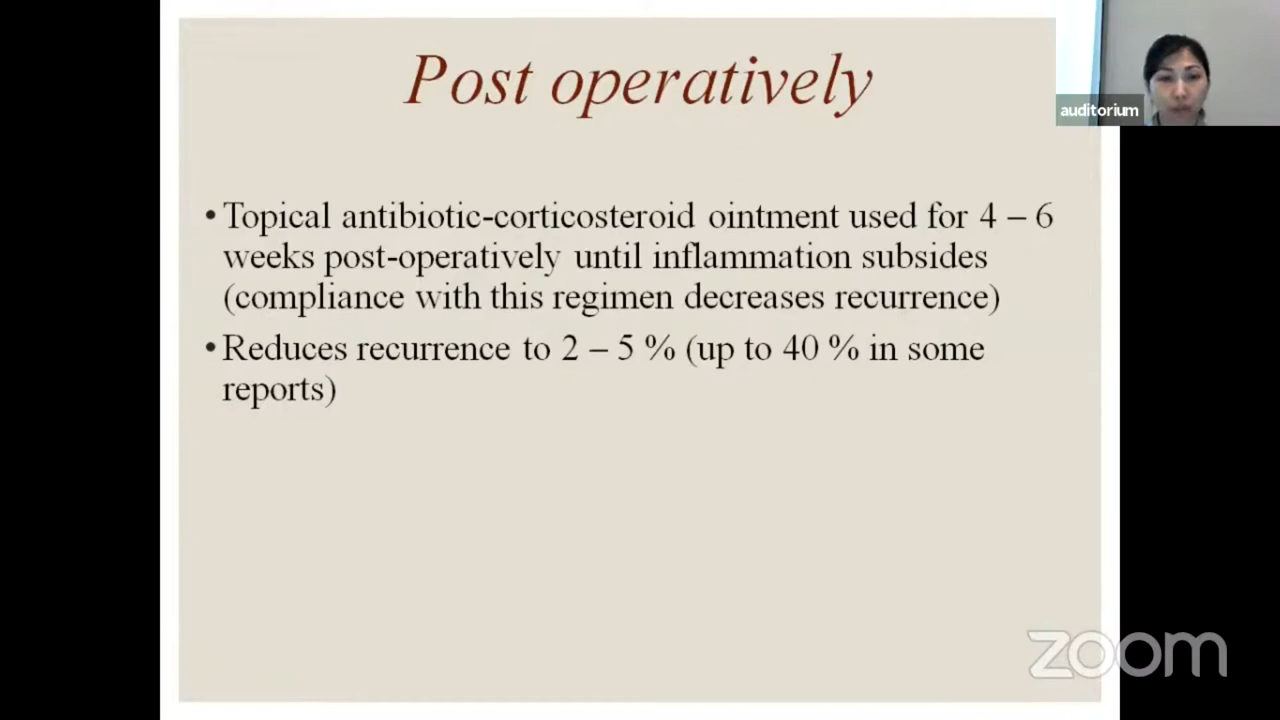 Post operatively
auditorium
• Topical antibiotic-corticosteroid ointment used for 4 – 6
weeks post-operatively until inflammation subsides
(compliance with this regimen decreases recurrence)
• Reduces recurrence to 2 – 5 % (up to 40 % in some
reports)
zoom